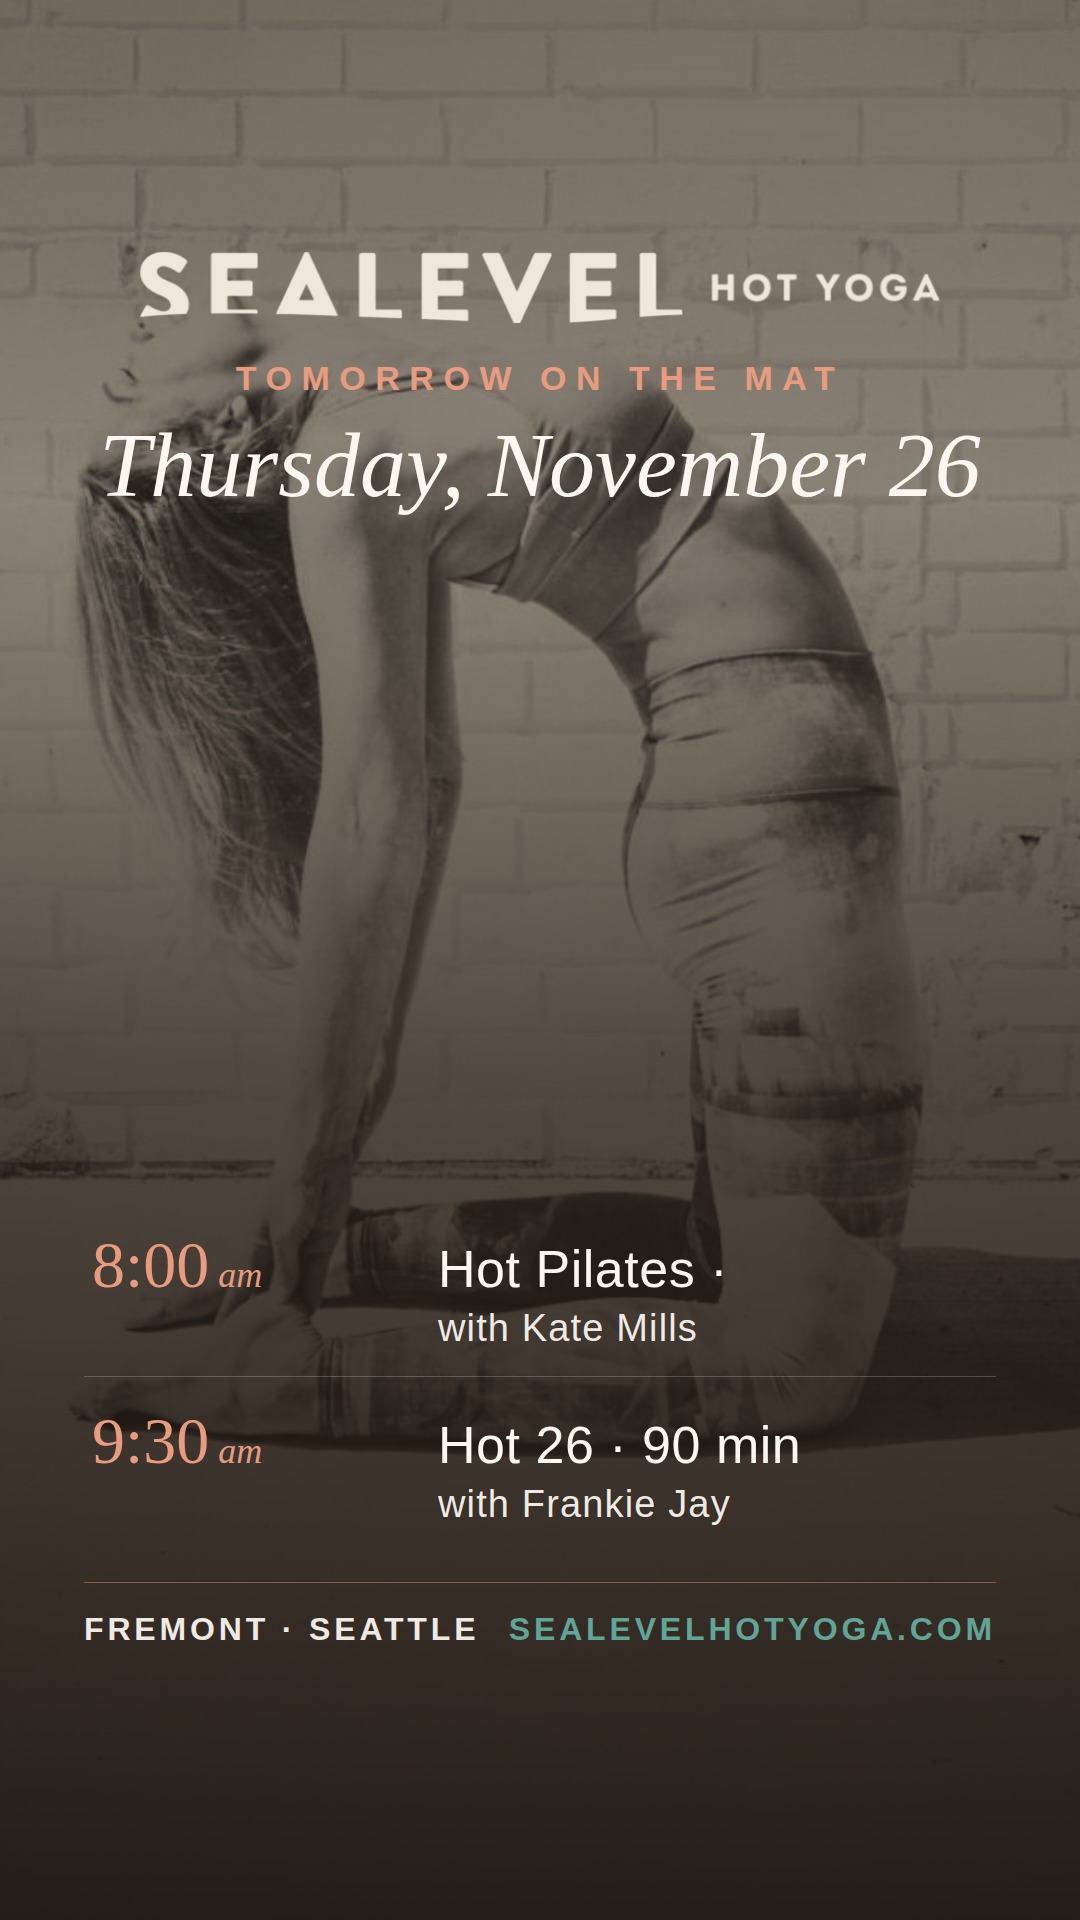 SEALEVEL HOT YOGA
TOMORROW ON THE MAT
Thursday, November 26
8:00 am Hot Pilates ·
with Kate Mills
9:30 am Hot 26 · 90 min
with Frankie Jay
FREMONT · SEATTLE SEALEVELHOTYOGA.COM